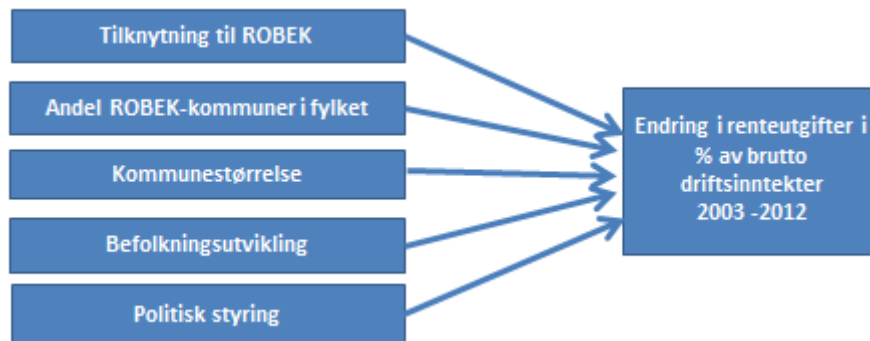 Tilknytning til ROBEK
Andel ROBEK-kommuner i fylket
Kommunestørrelse
Befolkningsutvikling
Politisk styring
Endring i renteutgifter i
% av brutto
driftsinntekter
2003 -2012